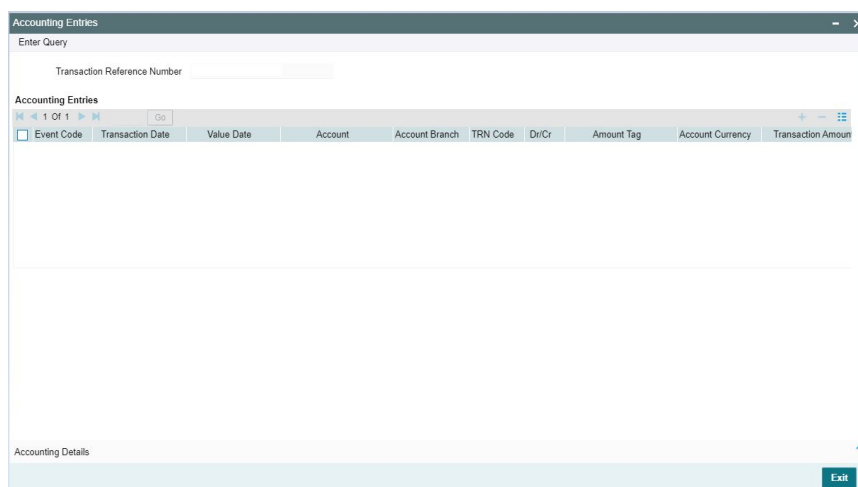 Accounting Entries
Enter Query
Transaction Reference Number
Accounting Entries
1 Of 1 Go
Event Code Transaction Date Value Date Account Account Branch TRN Code Dr/Cr Amount Tag Account Currency Transaction Amoun
Accounting Details
Exit